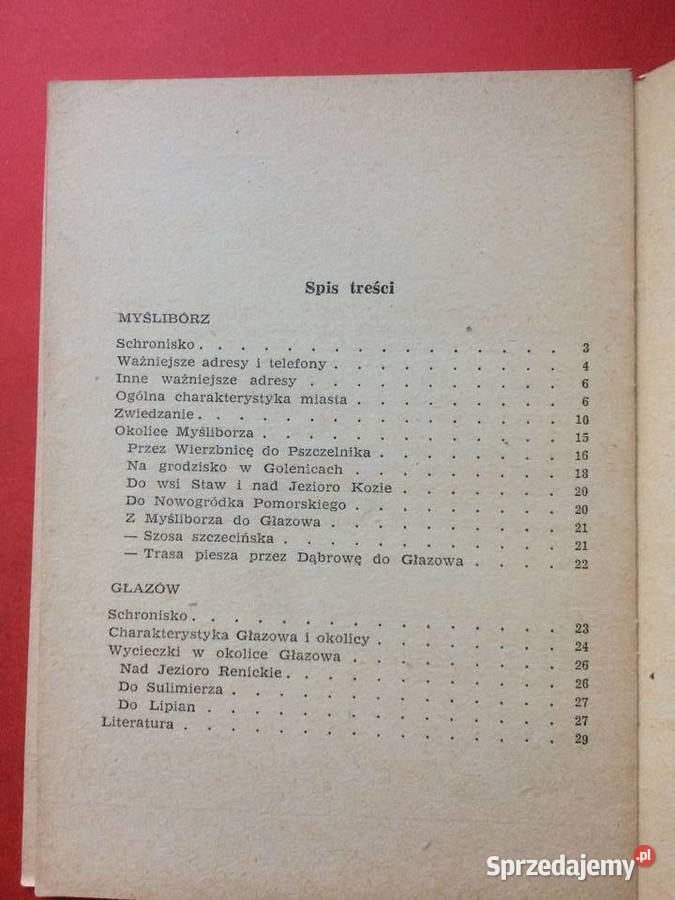 Spis treści
MYŚLIBÓRZ
Schronisko . . . . . . . . . . . . . . 3
Ważniejsze adresy i telefony . . . . . . . . . 4
Inne ważniejsze adresy . . . . . . . . . . 6
Ogólna charakterystyka miasta . . . . . . . . 6
Zwiedzanie . . . . . . . . . . . . . . 10
Okolice Myśliborza . . . . . . . . . . . . 15
Przez Wierzbnicę do Pszczelnika . . . . . . . 16
Na grodzisko w Golenicach . . . . . . . . 18
Do wsi Staw i nad Jezioro Kozie . . . . . . . 20
Do Nowogródka Pomorskiego . . . . . . . . 20
Z Myśliborza do Głazowa . . . . . . . . . 21
— Szosa szczecińska . . . . . . . . . . 21
— Trasa piesza przez Dąbrowę do Głazowa . . . . 22
GŁAZÓW
Schronisko . . . . . . . . . . . . . . 23
Charakterystyka Głazowa i okolicy . . . . . . . 24
Wycieczki w okolice Głazowa . . . . . . . . 26
Nad Jezioro Renickie . . . . . . . . . . 26
Do Sulimierza . . . . . . . . . . . . 27
Do Lipian . . . . . . . . . . . . . 27
Literatura . . . . . . . . . . . . . . 29
Sprzedajemy.pl